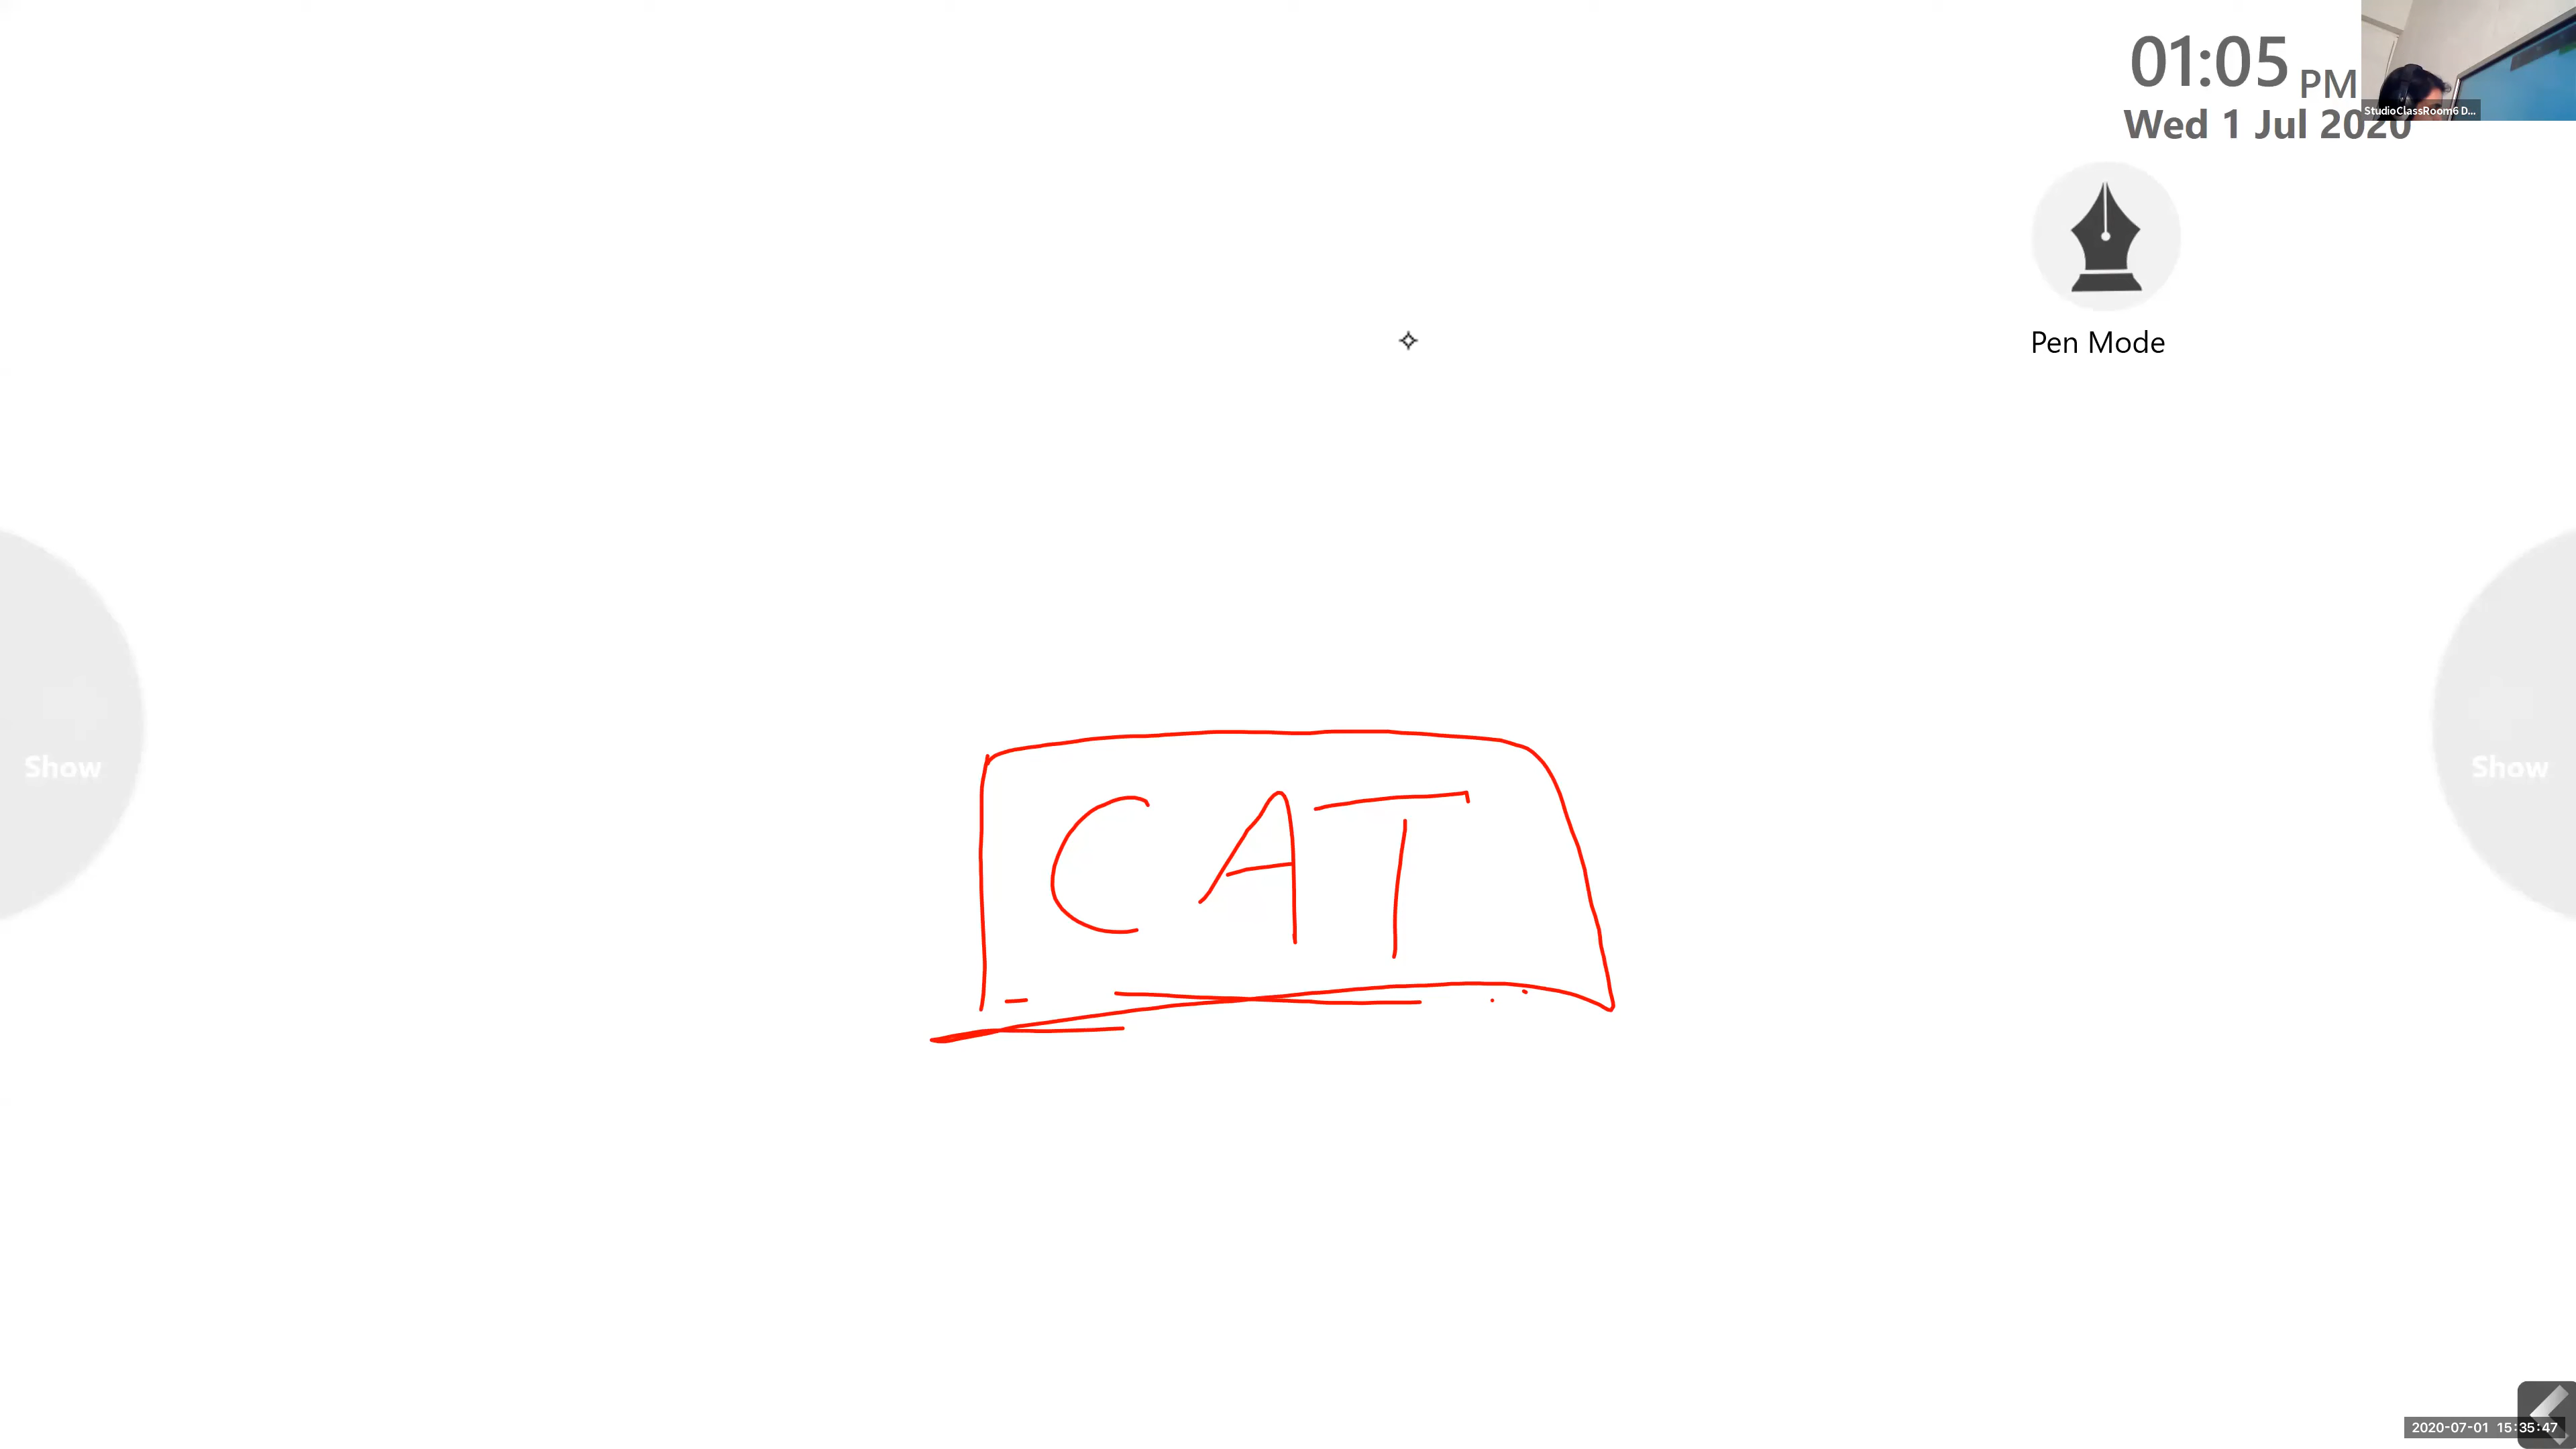 01:05 PM
StudioClassRoom6 D...
Wed 1 Jul 2020
Pen Mode
Show
Show
CAT
2020-07-01 15:35:47